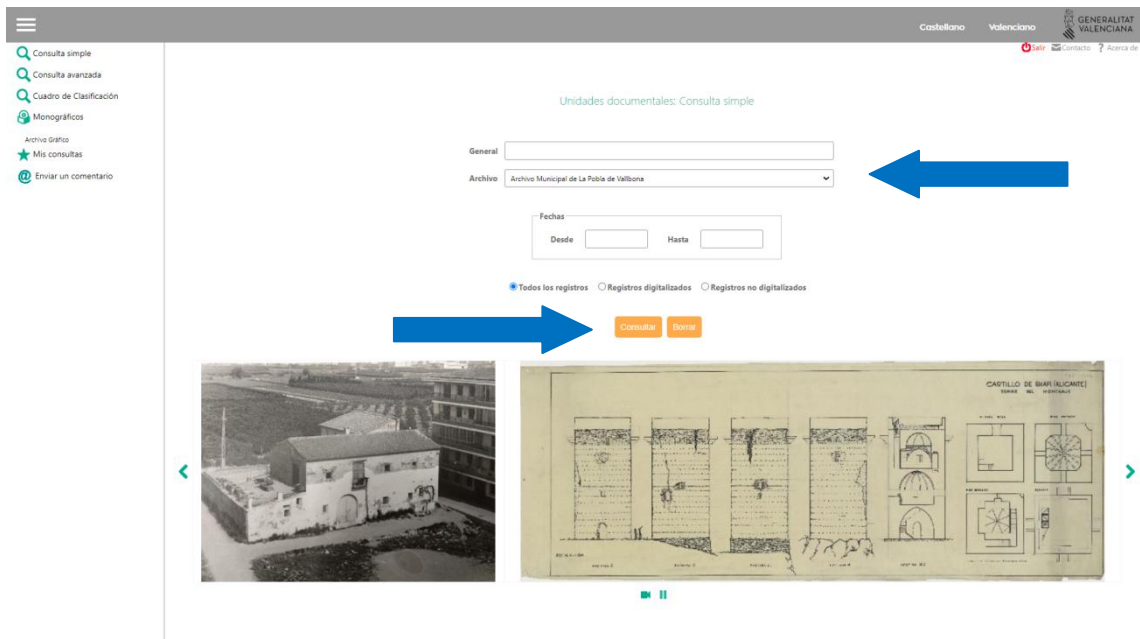 Castellano Valenciano GENERALITAT VALENCIANA
Salir Contacto ? Acerca de
Consulta simple
Consulta avanzada
Cuadro de Clasificación
Monográficos
Archivo Gráfico
Mis consultas
Enviar un comentario
Unidades documentales: Consulta simple
General
Archivo Archivo Municipal de La Pobla de Vallbona
Fechas
Desde Hasta
Todos los registros Registros digitalizados Registros no digitalizados
Consultar Borrar
CASTILLO DE BIAR (ALICANTE)
TORRE DEL HOMENAJE